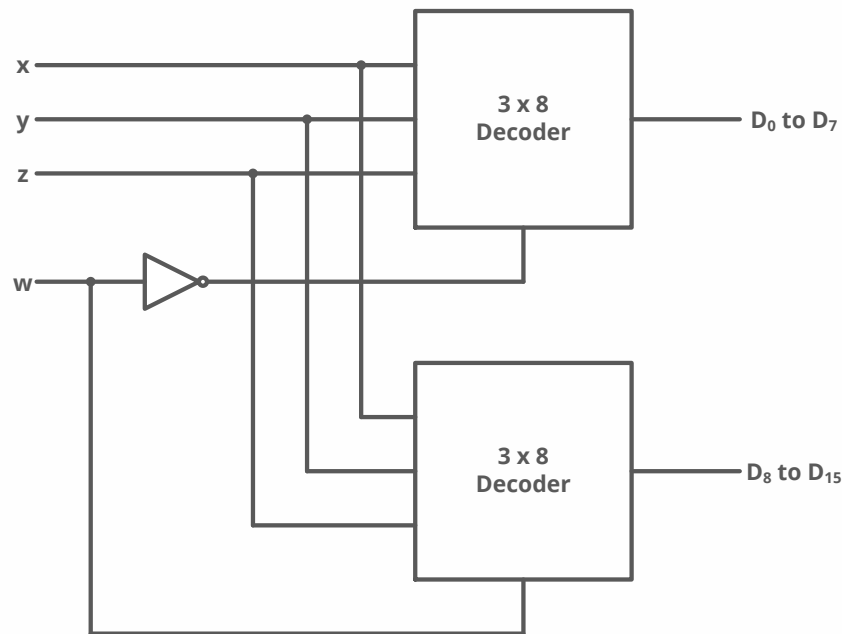 x
y
z
w
3 x 8
Decoder
D₀ to D₇
3 x 8
Decoder
D₈ to D₁₅